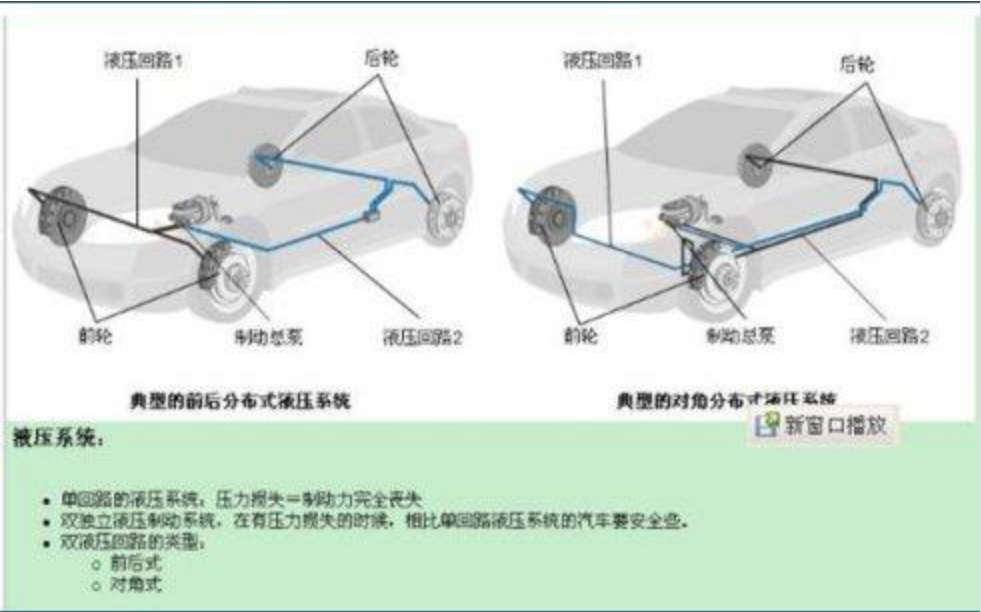 液压回路1
后轮
液压回路1
后轮
前轮
制动总泵
液压回路2
前轮
制动总泵
液压回路2
典型的前后分布式液压系统
典型的对角分布式液压系统
新窗口播放
液压系统：
单回路的液压系统，压力损失＝制动力完全丧失
双独立液压制动系统，在有压力损失的时候，相比单回路液压系统的汽车要安全些。
双液压回路的类型：
前后式
对角式